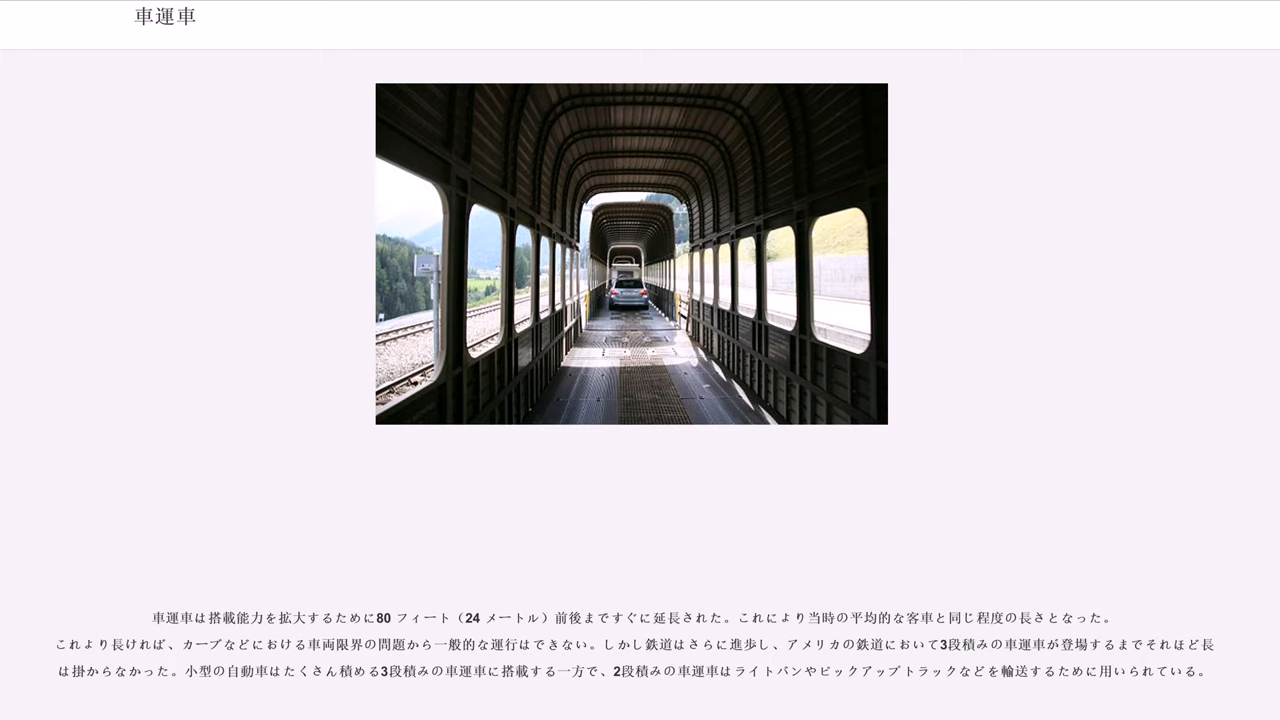 車運車
車運車は搭載能力を拡大するために80 フィート（24 メートル）前後まですぐに延長された。これにより当時の平均的な客車と同じ程度の長さとなった。
これより長ければ、カーブなどにおける車両限界の問題から一般的な運行はできない。しかし鉄道はさらに進歩し、アメリカの鉄道において3段積みの車運車が登場するまでそれほど長
は掛からなかった。小型の自動車はたくさん積める3段積みの車運車に搭載する一方で、2段積みの車運車はライトバンやピックアップトラックなどを輸送するために用いられている。